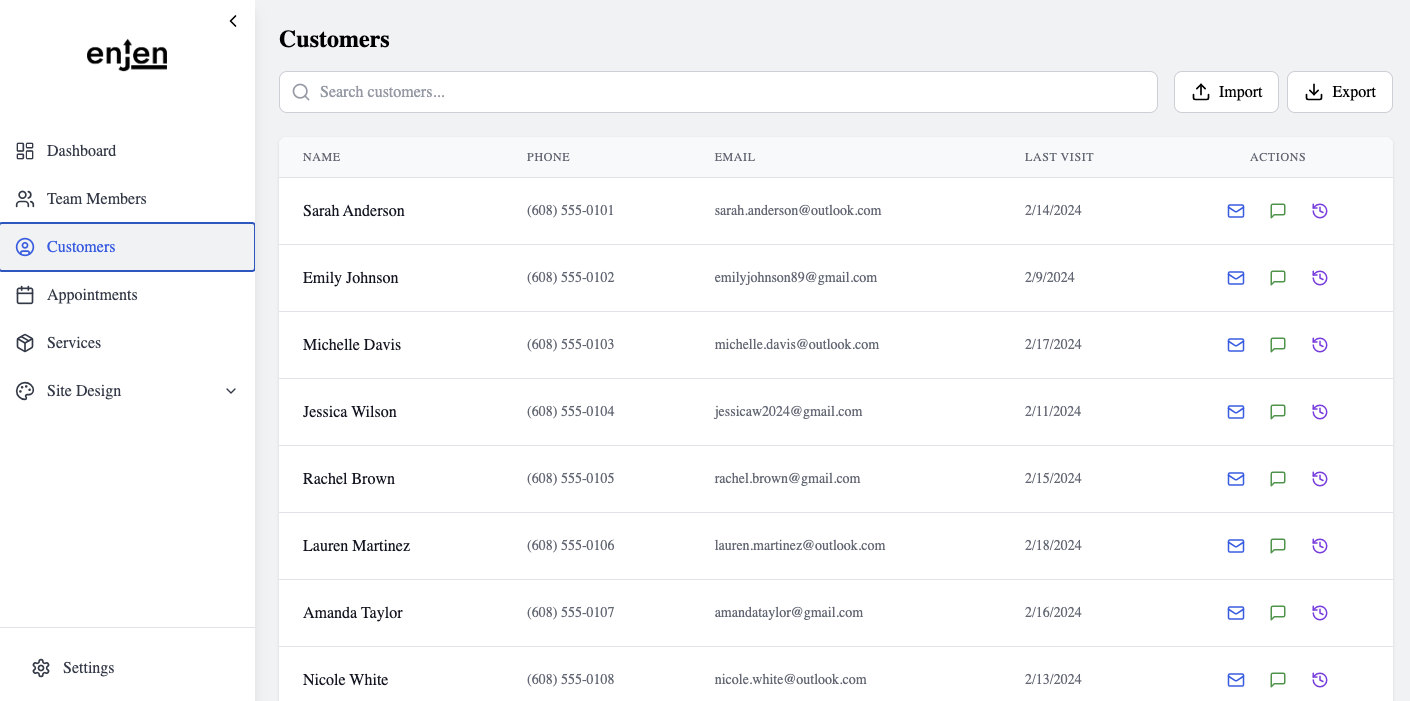 enjen
Dashboard
Team Members
Customers
Appointments
Services
Site Design
Settings
Customers
Search customers...
Import
Export
NAME PHONE EMAIL LAST VISIT ACTIONS
Sarah Anderson (608) 555-0101 sarah.anderson@outlook.com 2/14/2024
Emily Johnson (608) 555-0102 emilyjohnson89@gmail.com 2/9/2024
Michelle Davis (608) 555-0103 michelle.davis@outlook.com 2/17/2024
Jessica Wilson (608) 555-0104 jessicaw2024@gmail.com 2/11/2024
Rachel Brown (608) 555-0105 rachel.brown@gmail.com 2/15/2024
Lauren Martinez (608) 555-0106 lauren.martinez@outlook.com 2/18/2024
Amanda Taylor (608) 555-0107 amandataylor@gmail.com 2/16/2024
Nicole White (608) 555-0108 nicole.white@outlook.com 2/13/2024